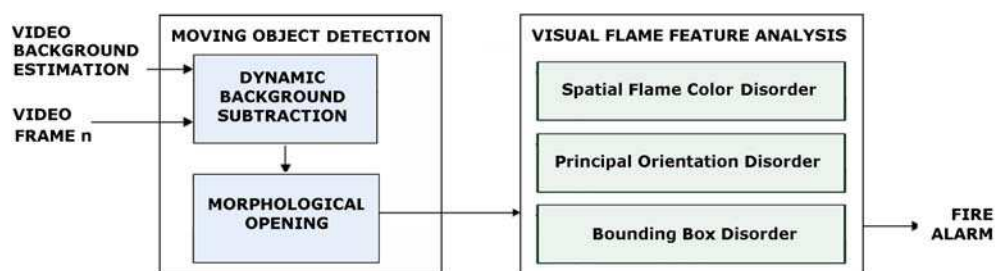 VIDEO
BACKGROUND
ESTIMATION
VIDEO
FRAME n
MOVING OBJECT DETECTION
DYNAMIC
BACKGROUND
SUBTRACTION
MORPHOLOGICAL
OPENING
VISUAL FLAME FEATURE ANALYSIS
Spatial Flame Color Disorder
Principal Orientation Disorder
Bounding Box Disorder
FIRE
ALARM